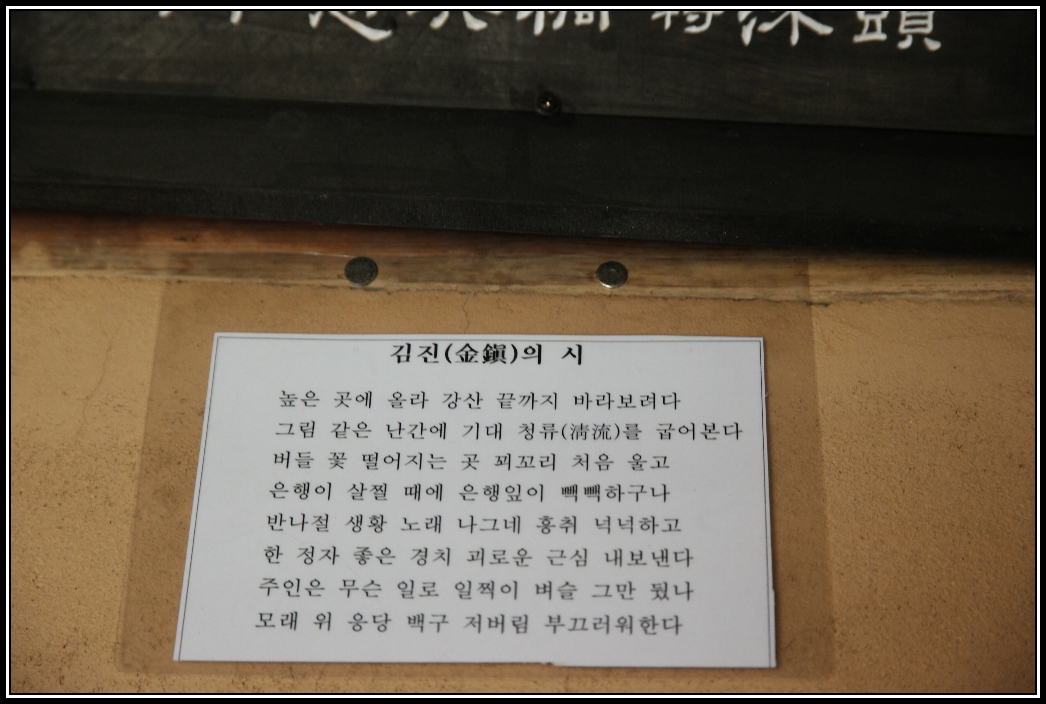 김진(金鎭)의 시
높은 곳에 올라 강산 끝까지 바라보려다
그림 같은 난간에 기대 청류(淸流)를 굽어본다
버들 꽃 떨어지는 곳 꾀꼬리 처음 울고
은행이 살찔 때에 은행잎이 빽빽하구나
반나절 생황 노래 나그네 흥취 넉넉하고
한 정자 좋은 경치 괴로운 근심 내보낸다
주인은 무슨 일로 일찍이 벼슬 그만 뒀나
모래 위 응당 백구 저버림 부끄러워한다